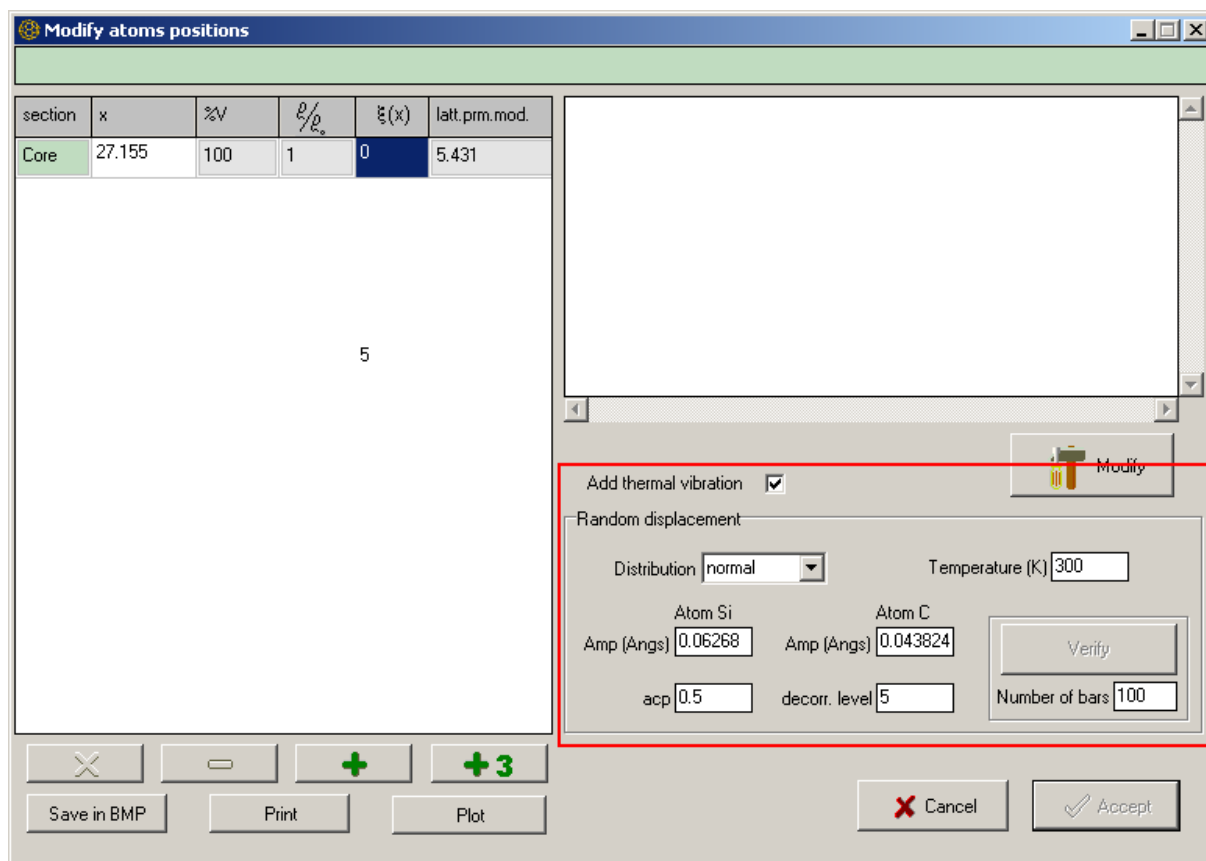 Modify atoms positions
section x %V ℓ/ℓ₀ ξ(x) latt.prm.mod.
Core 27.155 100 1 0 5.431
5
Modify
Add thermal vibration
Random displacement
Distribution normal Temperature (K) 300
Atom Si Atom C
Amp (Angs) 0.06268 Amp (Angs) 0.043824 Verify
acp 0.5 decorr. level 5 Number of bars 100
3
Save in BMP Print Plot Cancel Accept